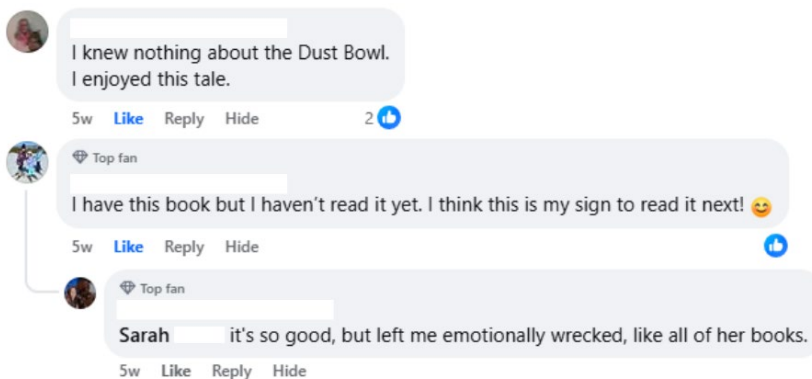 I knew nothing about the Dust Bowl.
I enjoyed this tale.
5w Like Reply Hide 2
Top fan
I have this book but I haven't read it yet. I think this is my sign to read it next! 😊
5w Like Reply Hide
Top fan
Sarah it's so good, but left me emotionally wrecked, like all of her books.
5w Like Reply Hide